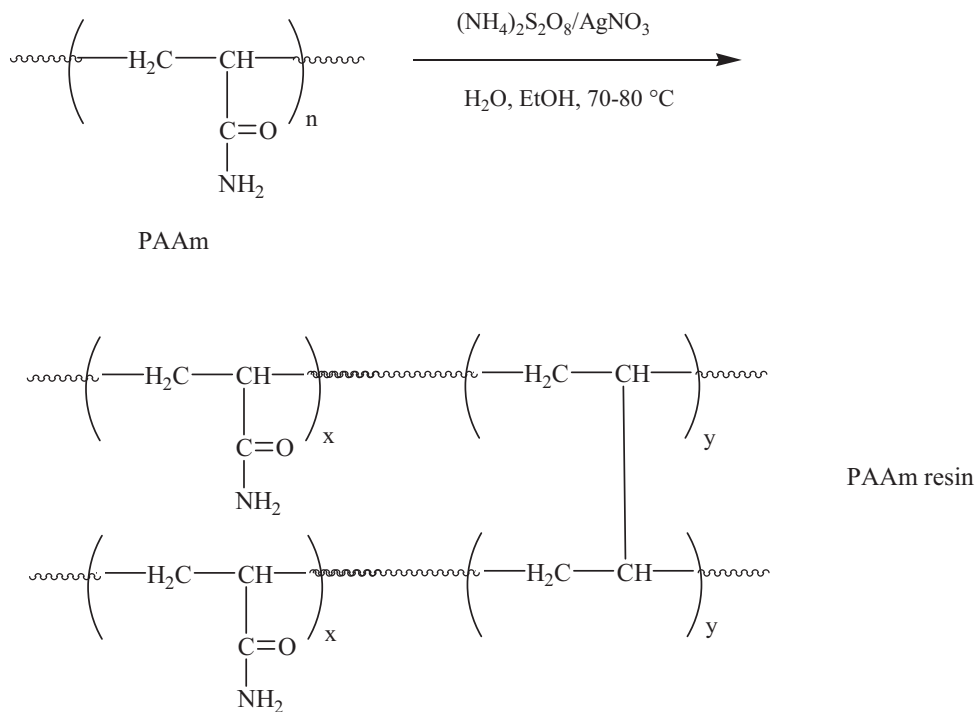 (NH4)2S2O8/AgNO3
H2C CH
n
H2O, EtOH, 70-80 °C
C=O
NH2
PAAm
H2C CH H2C CH
x y
C=O
NH2
PAAm resin
H2C CH H2C CH
x y
C=O
NH2